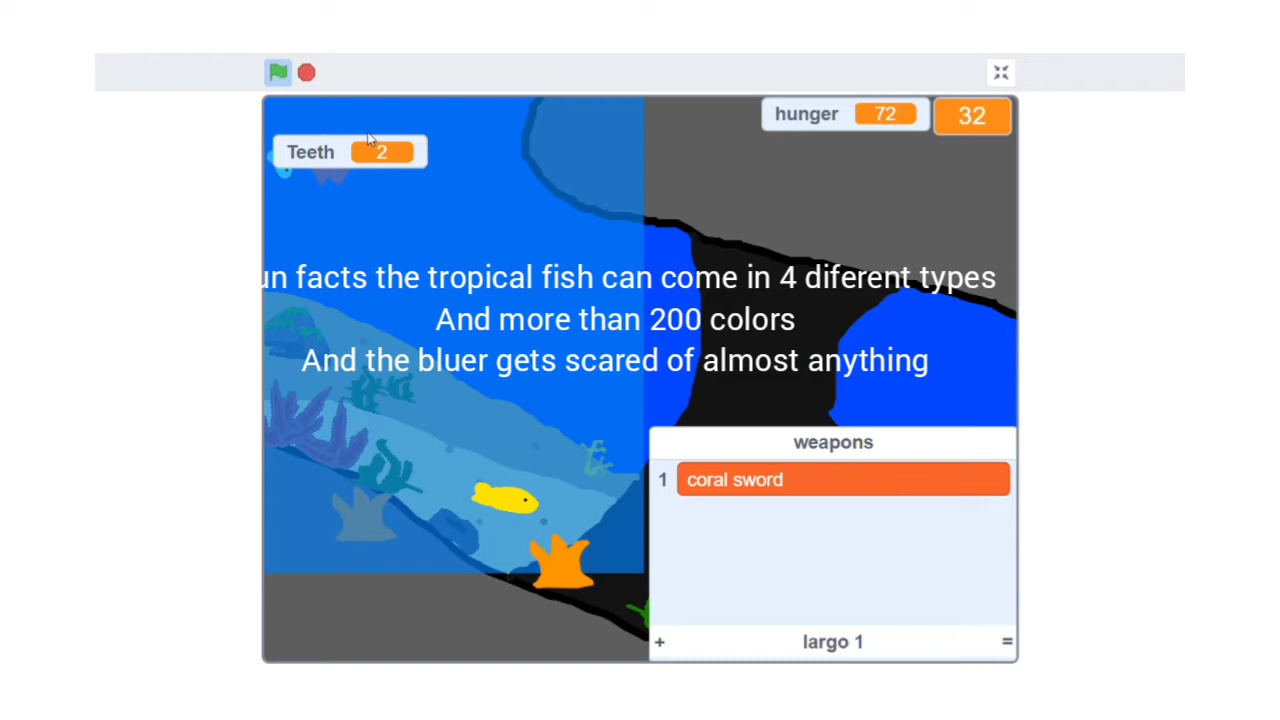 hunger 72 32
Teeth 2
un facts the tropical fish can come in 4 diferent types
And more than 200 colors
And the bluer gets scared of almost anything
weapons
1 coral sword
+ largo 1 =